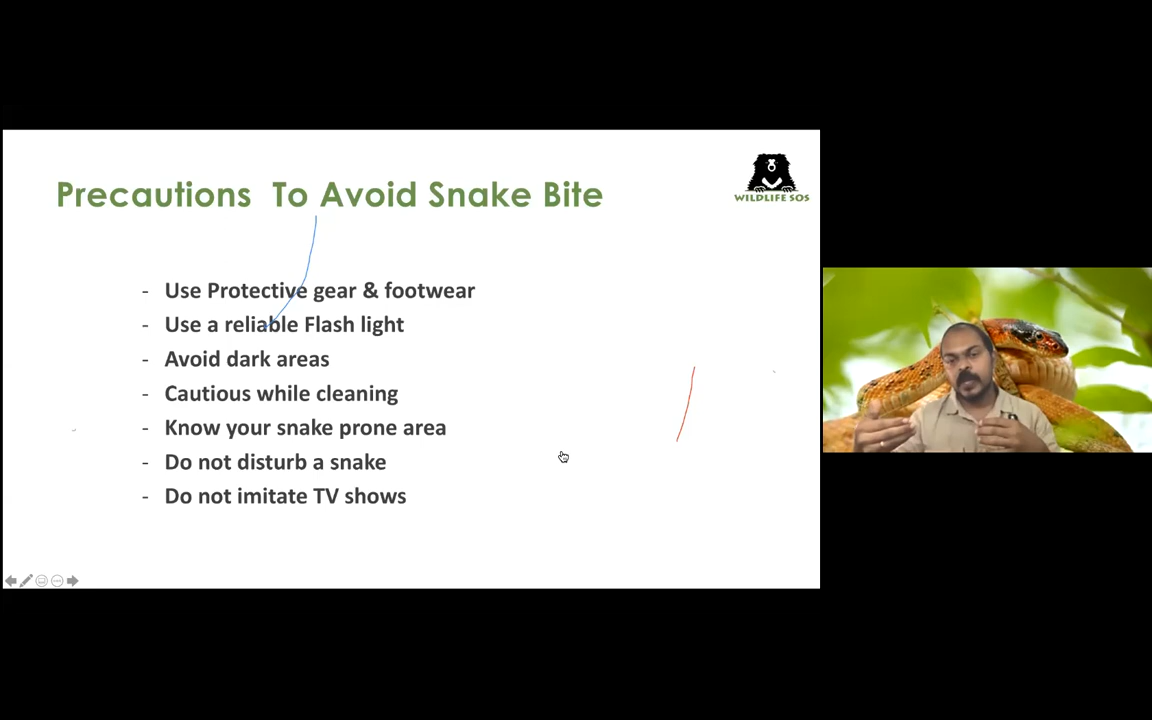 Precautions To Avoid Snake Bite
WILDLIFE SOS
- Use Protective gear & footwear
- Use a reliable Flash light
- Avoid dark areas
- Cautious while cleaning
- Know your snake prone area
- Do not disturb a snake
- Do not imitate TV shows